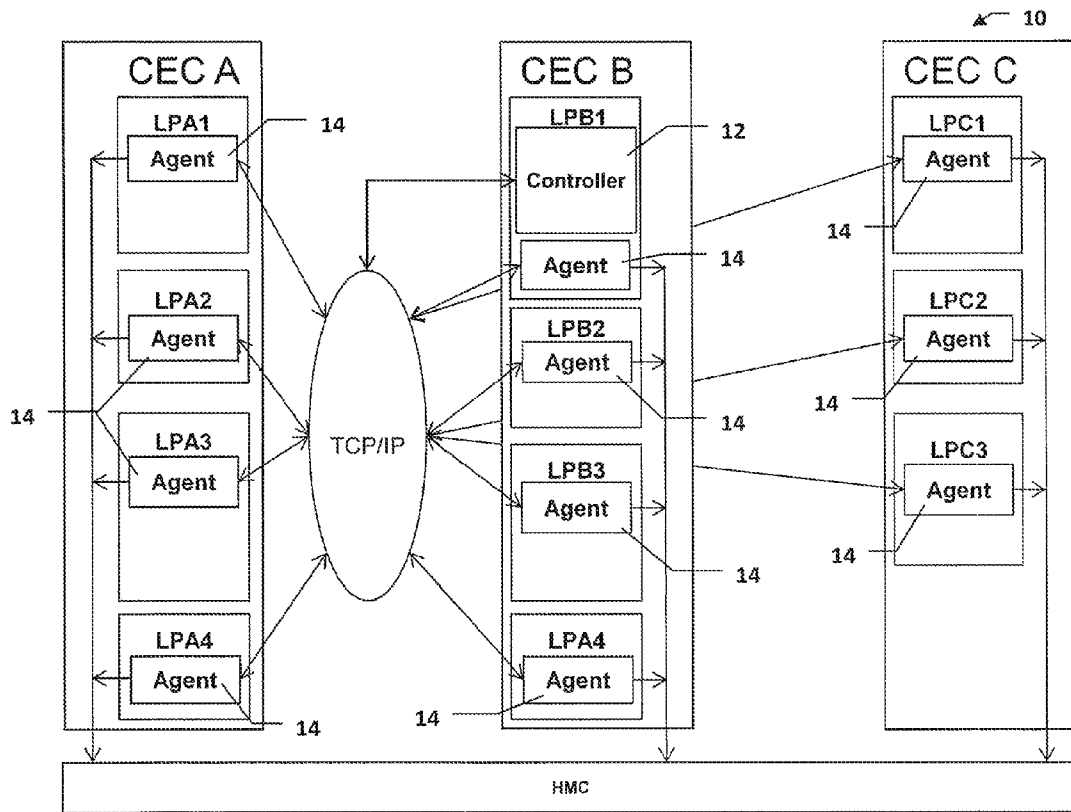 10
CEC A
LPA1
Agent
14
LPA2
Agent
14
LPA3
Agent
LPA4
Agent
14
TCP/IP
CEC B
LPB1
12
Controller
Agent
14
LPB2
Agent
14
LPB3
Agent
14
LPA4
Agent
14
CEC C
LPC1
Agent
14
LPC2
Agent
14
LPC3
Agent
14
HMC